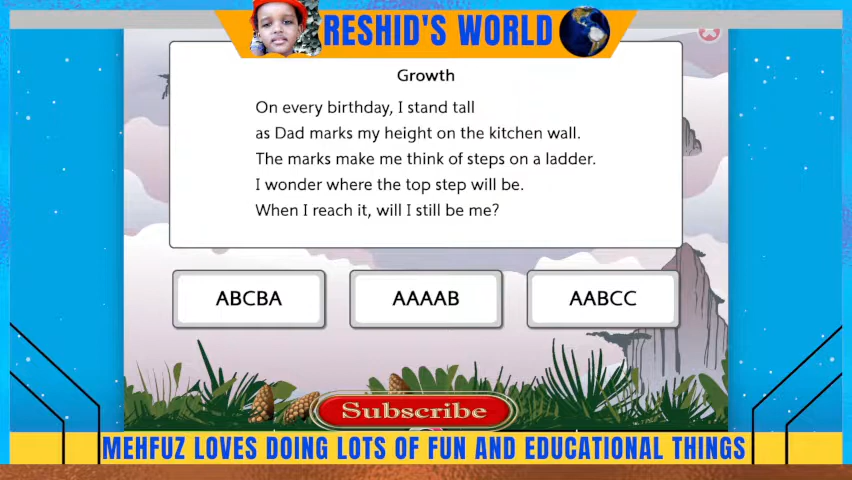 RESHID'S WORLD
Growth
On every birthday, I stand tall
as Dad marks my height on the kitchen wall.
The marks make me think of steps on a ladder.
I wonder where the top step will be.
When I reach it, will I still be me?
ABCBA
AAAAB
AABCC
Subscribe
MEHFUZ LOVES DOING LOTS OF FUN AND EDUCATIONAL THINGS